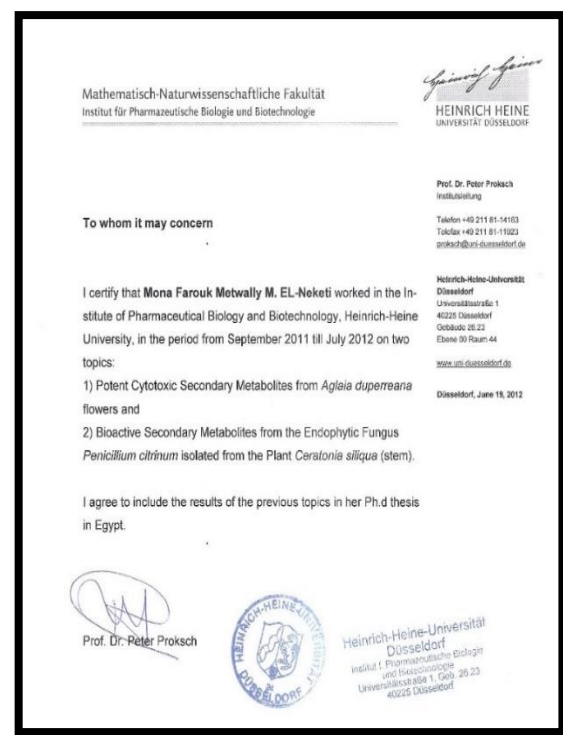 Mathematisch-Naturwissenschaftliche Fakultät
Institut für Pharmazeutische Biologie und Biotechnologie
Heinrich Heine
HEINRICH HEINE
UNIVERSITÄT DÜSSELDORF
Prof. Dr. Peter Proksch
Institutsleitung
Telefon +49 211 81-14163
Telefax +49 211 81-11923
proksch@uni-duesseldorf.de
Heinrich-Heine-Universität
Düsseldorf
Universitätsstraße 1
40225 Düsseldorf
Gebäude 26.23
Ebene 00 Raum 44
www.uni-duesseldorf.de
Düsseldorf, June 19, 2012
To whom it may concern
I certify that Mona Farouk Metwally M. EL-Neketi worked in the In-
stitute of Pharmaceutical Biology and Biotechnology, Heinrich-Heine
University, in the period from September 2011 till July 2012 on two
topics:
1) Potent Cytotoxic Secondary Metabolites from Aglaia duperreana
flowers and
2) Bioactive Secondary Metabolites from the Endophytic Fungus
Penicillium citrinum isolated from the Plant Ceratonia siliqua (stem).
I agree to include the results of the previous topics in her Ph.d thesis
in Egypt.
Prof. Dr. Peter Proksch
HEINRICH-HEINE-UNIVERSITÄT
DÜSSELDORF
Heinrich-Heine-Universität
Düsseldorf
Institut f. Pharmazeutische Biologie
und Biotechnologie
Universitätsstraße 1, Geb. 26.23
40225 Düsseldorf